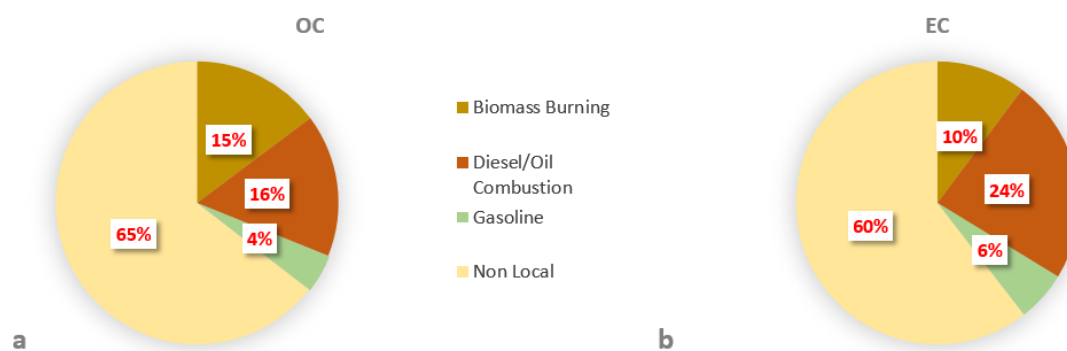 OC
15%
16%
4%
65%
a
Biomass Burning
Diesel/Oil
Combustion
Gasoline
Non Local
EC
10%
24%
6%
60%
b